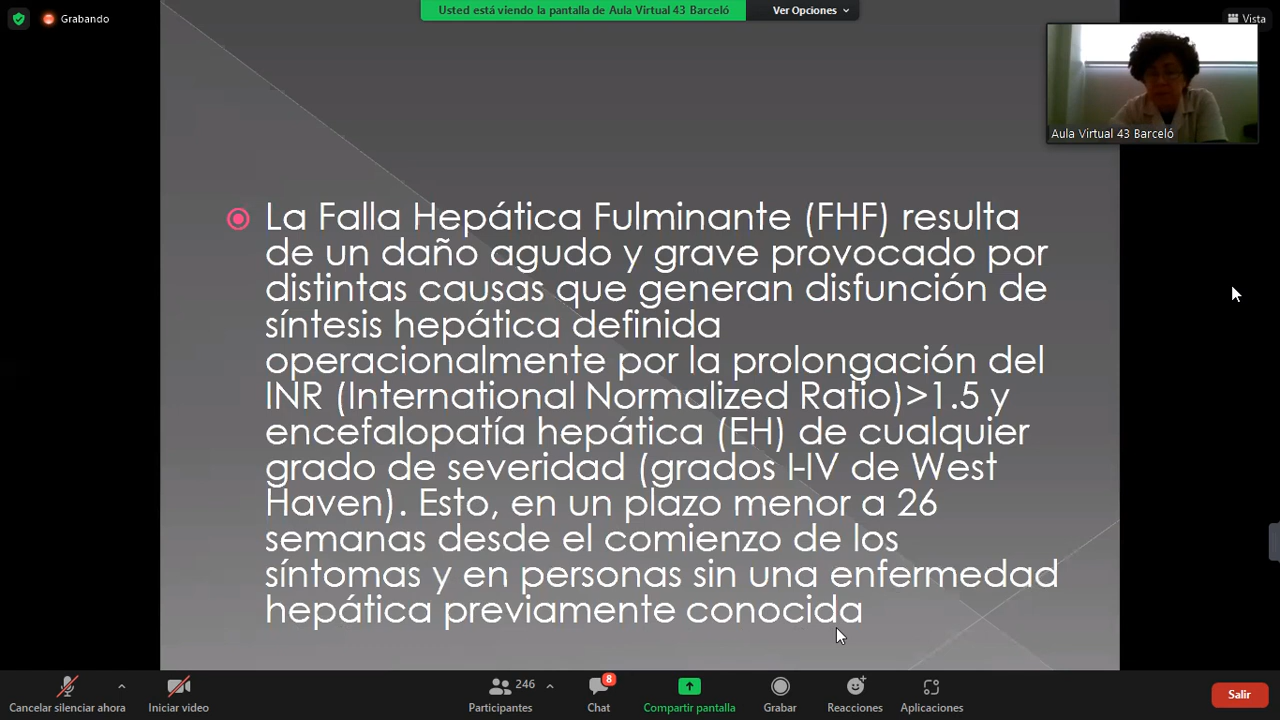 Grabando
Usted está viendo la pantalla de Aula Virtual 43 Barceló
Ver Opciones
Vista
Aula Virtual 43 Barceló
La Falla Hepática Fulminante (FHF) resulta
de un daño agudo y grave provocado por
distintas causas que generan disfunción de
síntesis hepática definida
operacionalmente por la prolongación del
INR (International Normalized Ratio)>1.5 y
encefalopatía hepática (EH) de cualquier
grado de severidad (grados I-IV de West
Haven). Esto, en un plazo menor a 26
semanas desde el comienzo de los
síntomas y en personas sin una enfermedad
hepática previamente conocida
Cancelar silenciar ahora
Iniciar video
246
Participantes
8
Chat
Compartir pantalla
Grabar
Reacciones
Aplicaciones
Salir